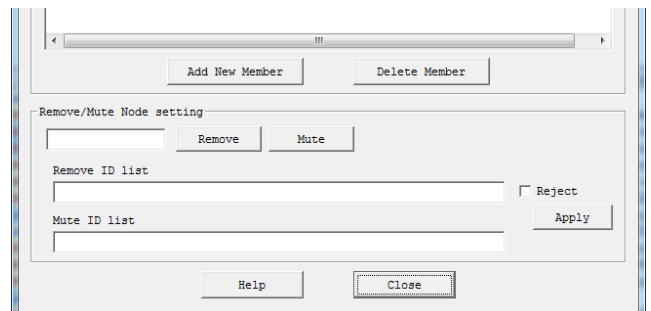 Add New Member Delete Member
Remove/Mute Node setting
Remove Mute
Remove ID list
Reject
Apply
Mute ID list
Help Close